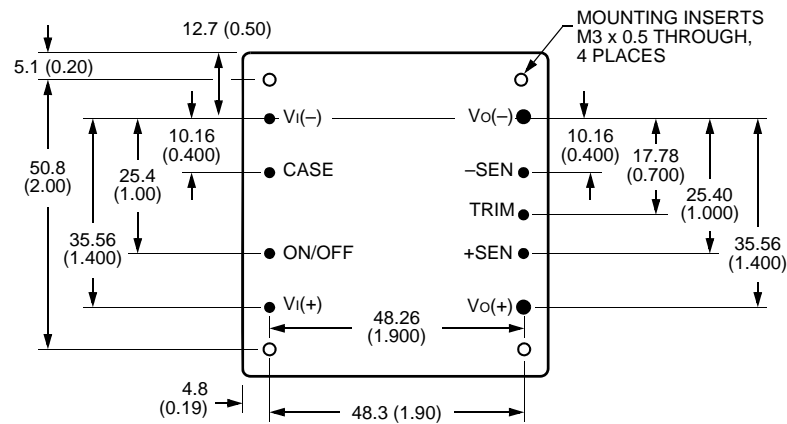 MOUNTING INSERTS
M3 x 0.5 THROUGH,
4 PLACES
12.7 (0.50)
5.1 (0.20)
VI(–)
VO(–)
10.16
(0.400)
10.16
(0.400)
17.78
(0.700)
50.8
(2.00)
25.4
(1.00)
CASE
–SEN
25.40
(1.000)
TRIM
35.56
(1.400)
35.56
(1.400)
ON/OFF
+SEN
VI(+)
VO(+)
48.26
(1.900)
4.8
(0.19)
48.3 (1.90)